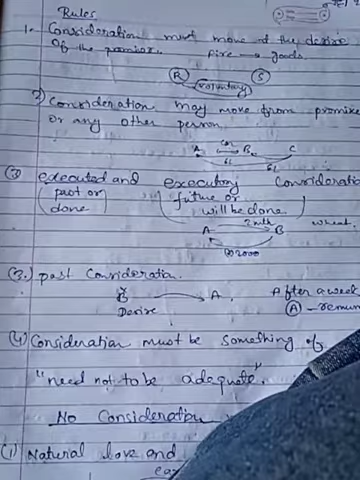 Rules
1. Consideration must move at the desire
of the promisor. fire → goods.
R S
voluntary
2) Consideration may move from promise
or any other person.
A B C
(3) executed and executory Consideratio
(past or done) (future or will be done)
A B wheat.
2000
(3.) past Consideration.
B A. After a week
Desire A - remun
(4) Consideration must be something of
"need not to be adequate."
No Consideration
(1) Natural love and